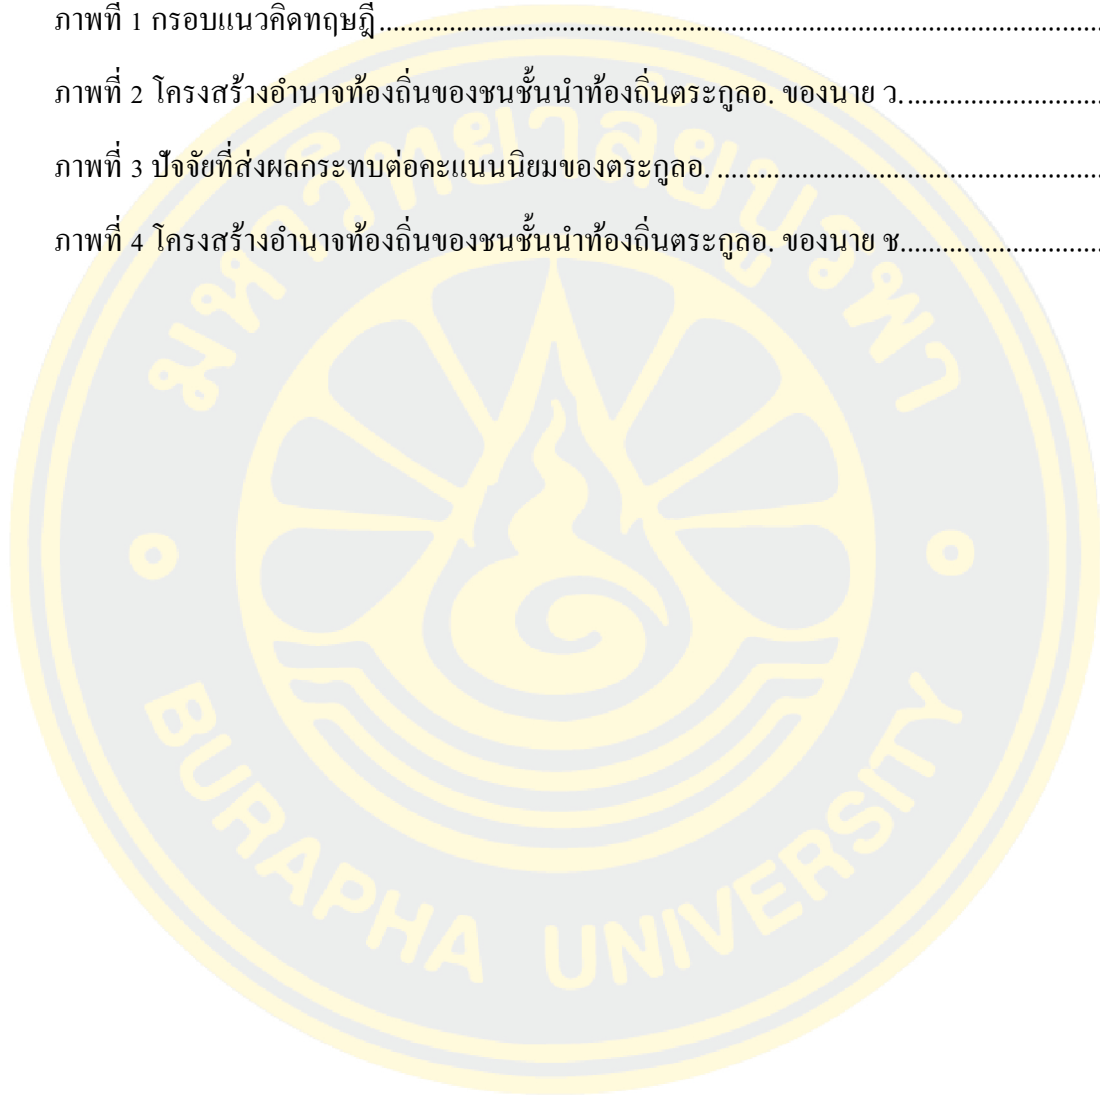 ภาพที่ 1 กรอบแนวคิดทฤษฎี........................................................................................................
ภาพที่ 2 โครงสร้างอำนาจท้องถิ่นของชนชั้นนำท้องถิ่นตระกูลอ. ของนาย ว.............................
ภาพที่ 3 ปัจจัยที่ส่งผลกระทบต่อคะแนนนิยมของตระกูลอ. .......................................................
ภาพที่ 4 โครงสร้างอำนาจท้องถิ่นของชนชั้นนำท้องถิ่นตระกูลอ. ของนาย ช.............................
มหาวิทยาลัยบูรพา
BURAPHA UNIVERSITY